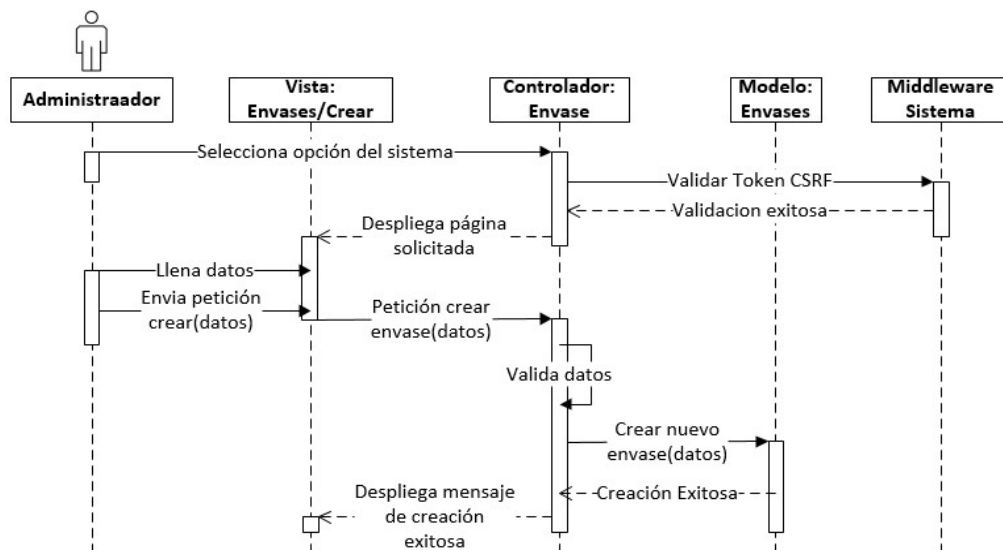 Administraador
Vista:
Envases/Crear
Controlador:
Envase
Modelo:
Envases
Middleware
Sistema
Selecciona opción del sistema
Validar Token CSRF
Validacion exitosa
Despliega página
solicitada
Llena datos
Envia petición
crear(datos)
Petición crear
envase(datos)
Valida datos
Crear nuevo
envase(datos)
Creación Exitosa
Despliega mensaje
de creación
exitosa